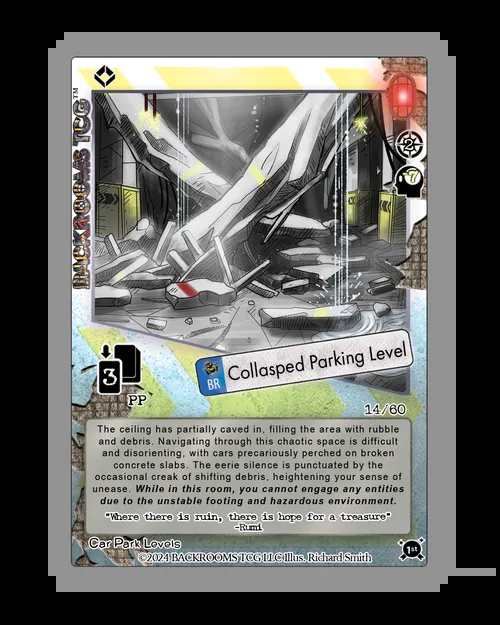 BACKROOMS TCG™
2
7
3
PP
BR
Collasped Parking Level
14/60
The ceiling has partially caved in, filling the area with rubble
and debris. Navigating through this chaotic space is difficult
and disorienting, with cars precariously perched on broken
concrete slabs. The eerie silence is punctuated by the
occasional creak of shifting debris, heightening your sense of
unease. While in this room, you cannot engage any entities
due to the unstable footing and hazardous environment.
"Where there is ruin, there is hope for a treasure"
-Rumi
Car Park Levels
©2024 BACKROOMS TCG LLC Illus. Richard Smith
1st